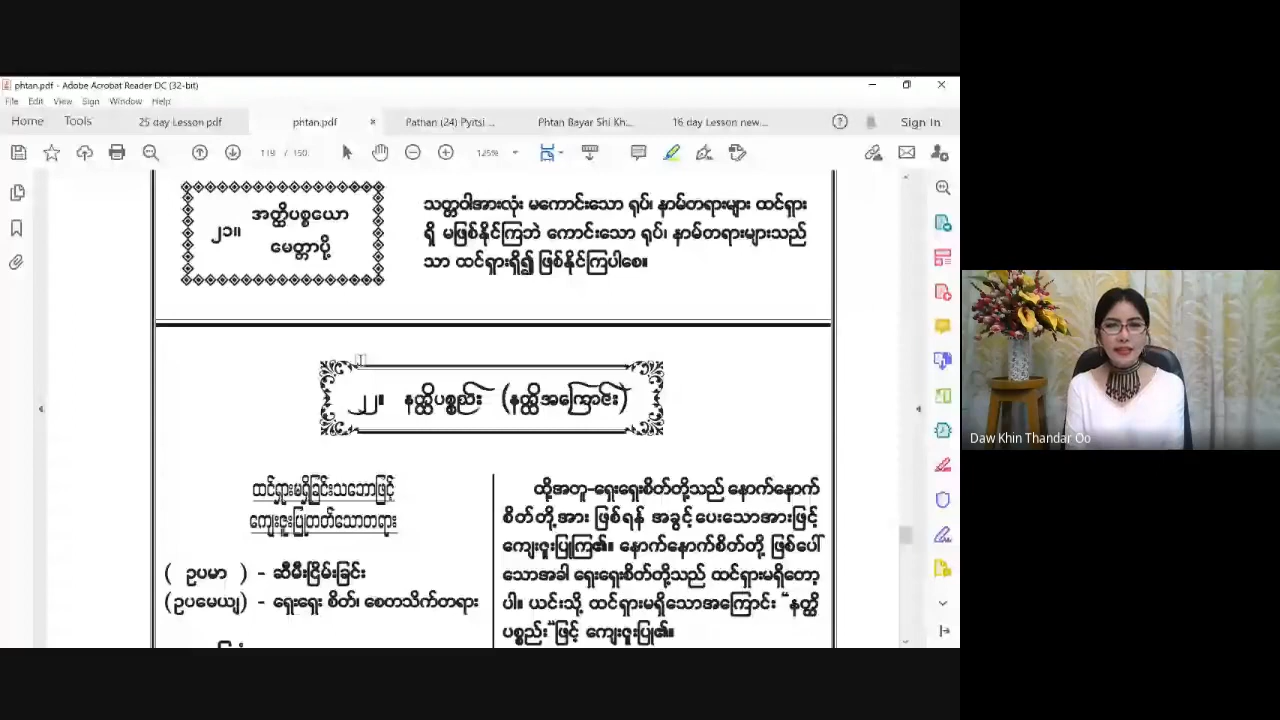 phtan.pdf - Adobe Acrobat Reader DC (32-bit)
File Edit View Sign Window Help
Home Tools 25 day Lesson.pdf phtan.pdf × Pathan (24) Pyitsi ... Phtan Bayar Shi Kh... 16 day Lesson new... Sign In
119 / 150 125%
၂၁။ အတ္ထိပစ္စယော
မေတ္တာပို့
သတ္တဝါအားလုံး မကောင်းသော ရုပ်၊ နာမ်တရားများ ထင်ရှား
ရှိ မဖြစ်နိုင်ကြဘဲ ကောင်းသော ရုပ်၊ နာမ်တရားများသည်
သာ ထင်ရှားရှိ၍ ဖြစ်နိုင်ကြပါစေ။
၂၂။ နတ္ထိပစ္စည်း (နတ္ထိအကြောင်း)
ထင်ရှားမရှိခြင်းသဘောဖြင့်
ကျေးဇူးပြုတတ်သောတရား
( ဥပမာ ) - ဆီမီးငြိမ်းခြင်း
(ဥပမေယျ) - ရှေးရှေး စိတ်၊ စေတသိက်တရား
ထို့အတူ-ရှေးရှေးစိတ်တို့သည် နောက်နောက်
စိတ်တို့အား ဖြစ်ရန် အခွင့်ပေးသောအားဖြင့်
ကျေးဇူးပြုကြ၏။ နောက်နောက်စိတ်တို့ ဖြစ်ပေါ်
သောအခါ ရှေးရှေးစိတ်တို့သည် ထင်ရှားမရှိတော့
ပါ။ ယင်းသို့ ထင်ရှားမရှိသောအကြောင်း “နတ္ထိ
ပစ္စည်း“ဖြင့် ကျေးဇူးပြု၏။
Daw Khin Thandar Oo